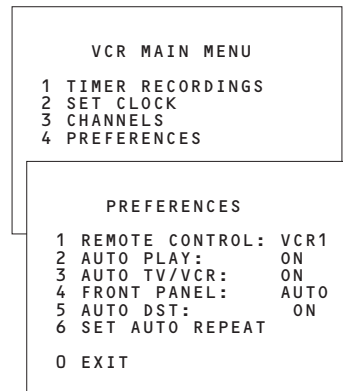 VCR MAIN MENU
1 TIMER RECORDINGS
2 SET CLOCK
3 CHANNELS
4 PREFERENCES
PREFERENCES
1 REMOTE CONTROL: VCR1
2 AUTO PLAY: ON
3 AUTO TV/VCR: ON
4 FRONT PANEL: AUTO
5 AUTO DST: ON
6 SET AUTO REPEAT
0 EXIT